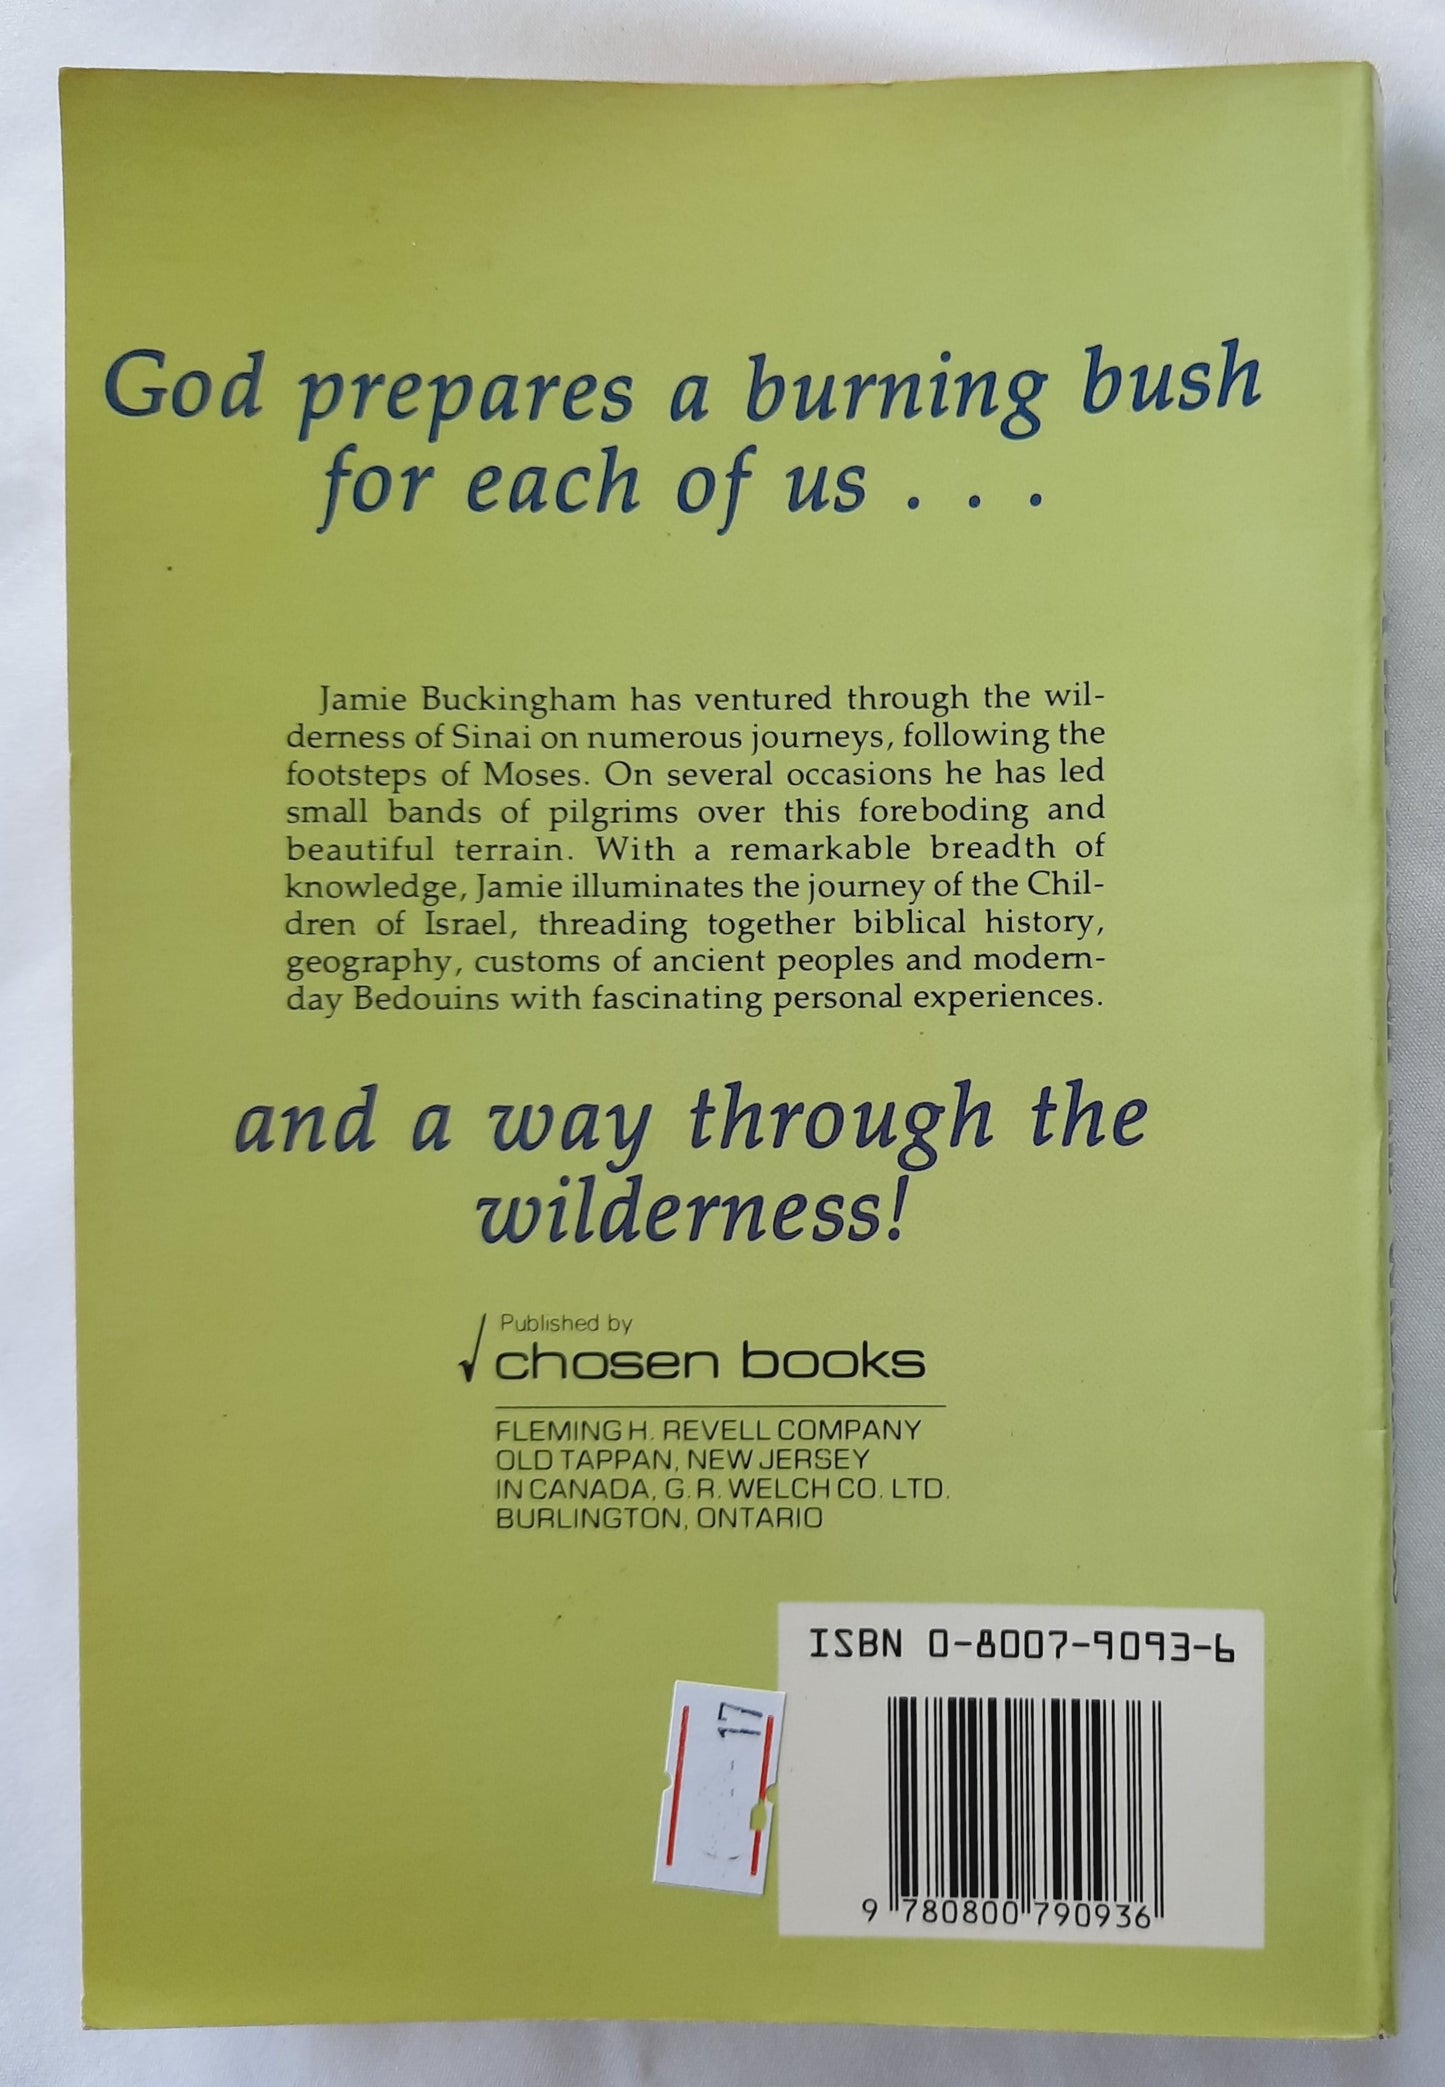 God prepares a burning bush
for each of us . . .
Jamie Buckingham has ventured through the wil-
derness of Sinai on numerous journeys, following the
footsteps of Moses. On several occasions he has led
small bands of pilgrims over this foreboding and
beautiful terrain. With a remarkable breadth of
knowledge, Jamie illuminates the journey of the Chil-
dren of Israel, threading together biblical history,
geography, customs of ancient peoples and modern-
day Bedouins with fascinating personal experiences.
and a way through the
wilderness!
Published by
chosen books
FLEMING H. REVELL COMPANY
OLD TAPPAN, NEW JERSEY
IN CANADA, G.R. WELCH CO. LTD.
BURLINGTON, ONTARIO
ISBN 0-8007-9093-6
17
9 780800 790936